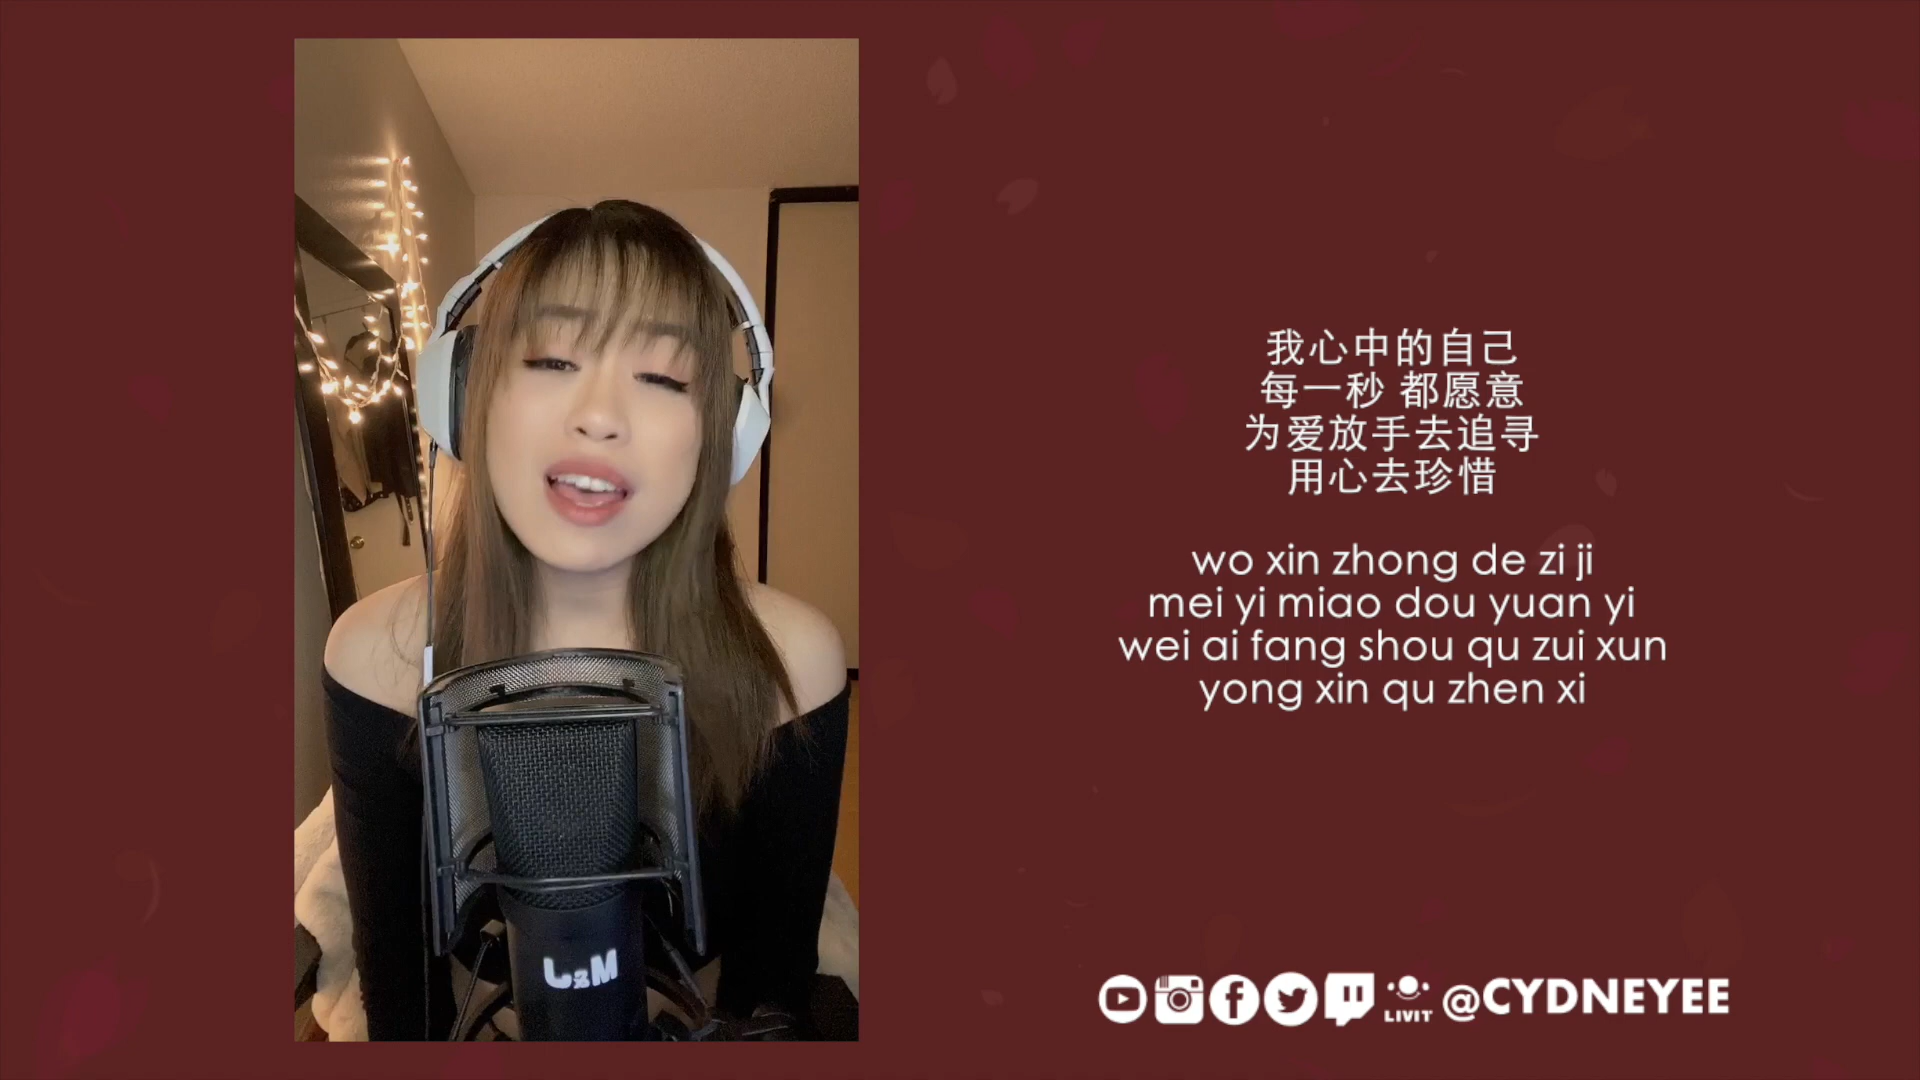 我心中的自己
每一秒 都愿意
为爱放手去追寻
用心去珍惜
wo xin zhong de zi ji
mei yi miao dou yuan yi
wei ai fang shou qu zui xun
yong xin qu zhen xi
LIVIT @CYDNEYEE
LzM